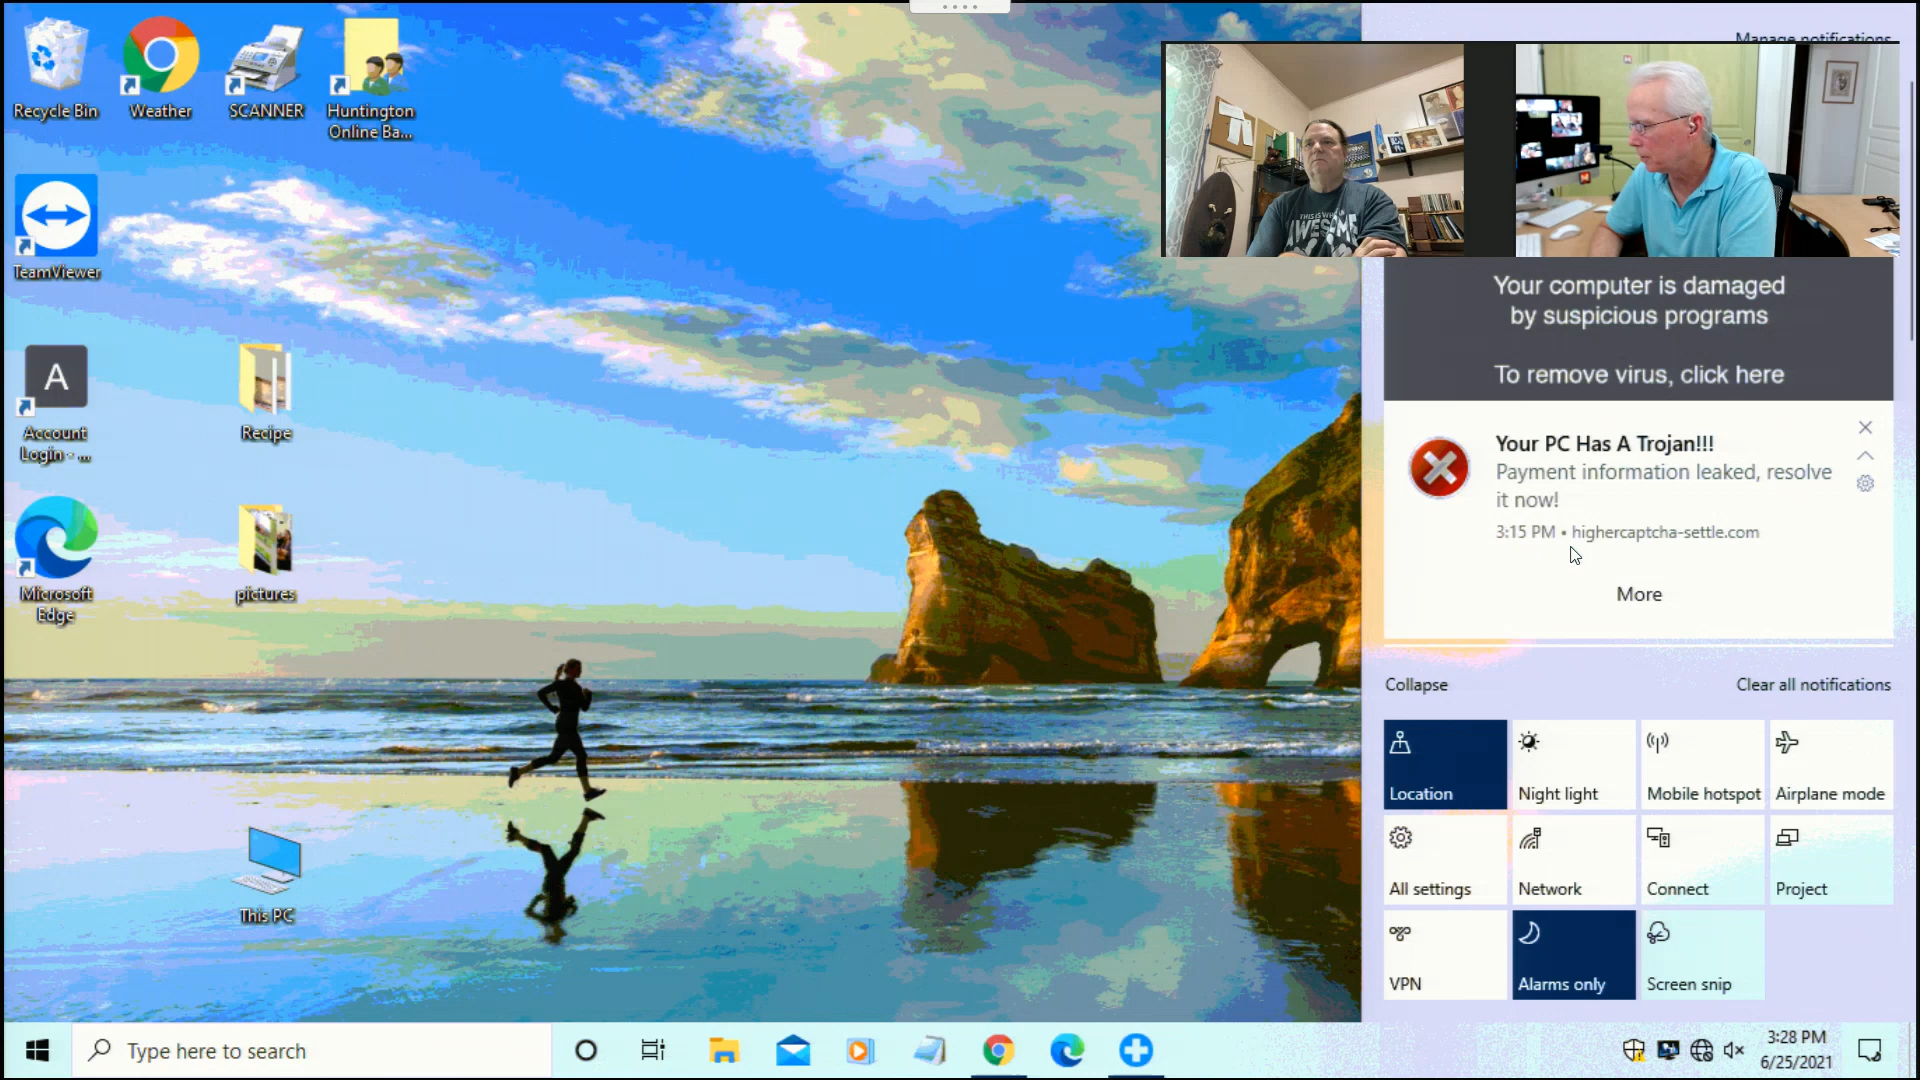 Recycle Bin
Weather
SCANNER
Huntington
Online Ba...
TeamViewer
A
Account
Login - ...
Recipe
Microsoft
Edge
pictures
This PC
Manage notifications
THIS IS WH
AWESOME
Your computer is damaged
by suspicious programs
To remove virus, click here
Your PC Has A Trojan!!!
Payment information leaked, resolve
it now!
3:15 PM • highercaptcha-settle.com
More
Collapse
Clear all notifications
Location
Night light
Mobile hotspot
Airplane mode
All settings
Network
Connect
Project
VPN
Alarms only
Screen snip
Type here to search
3:28 PM
6/25/2021